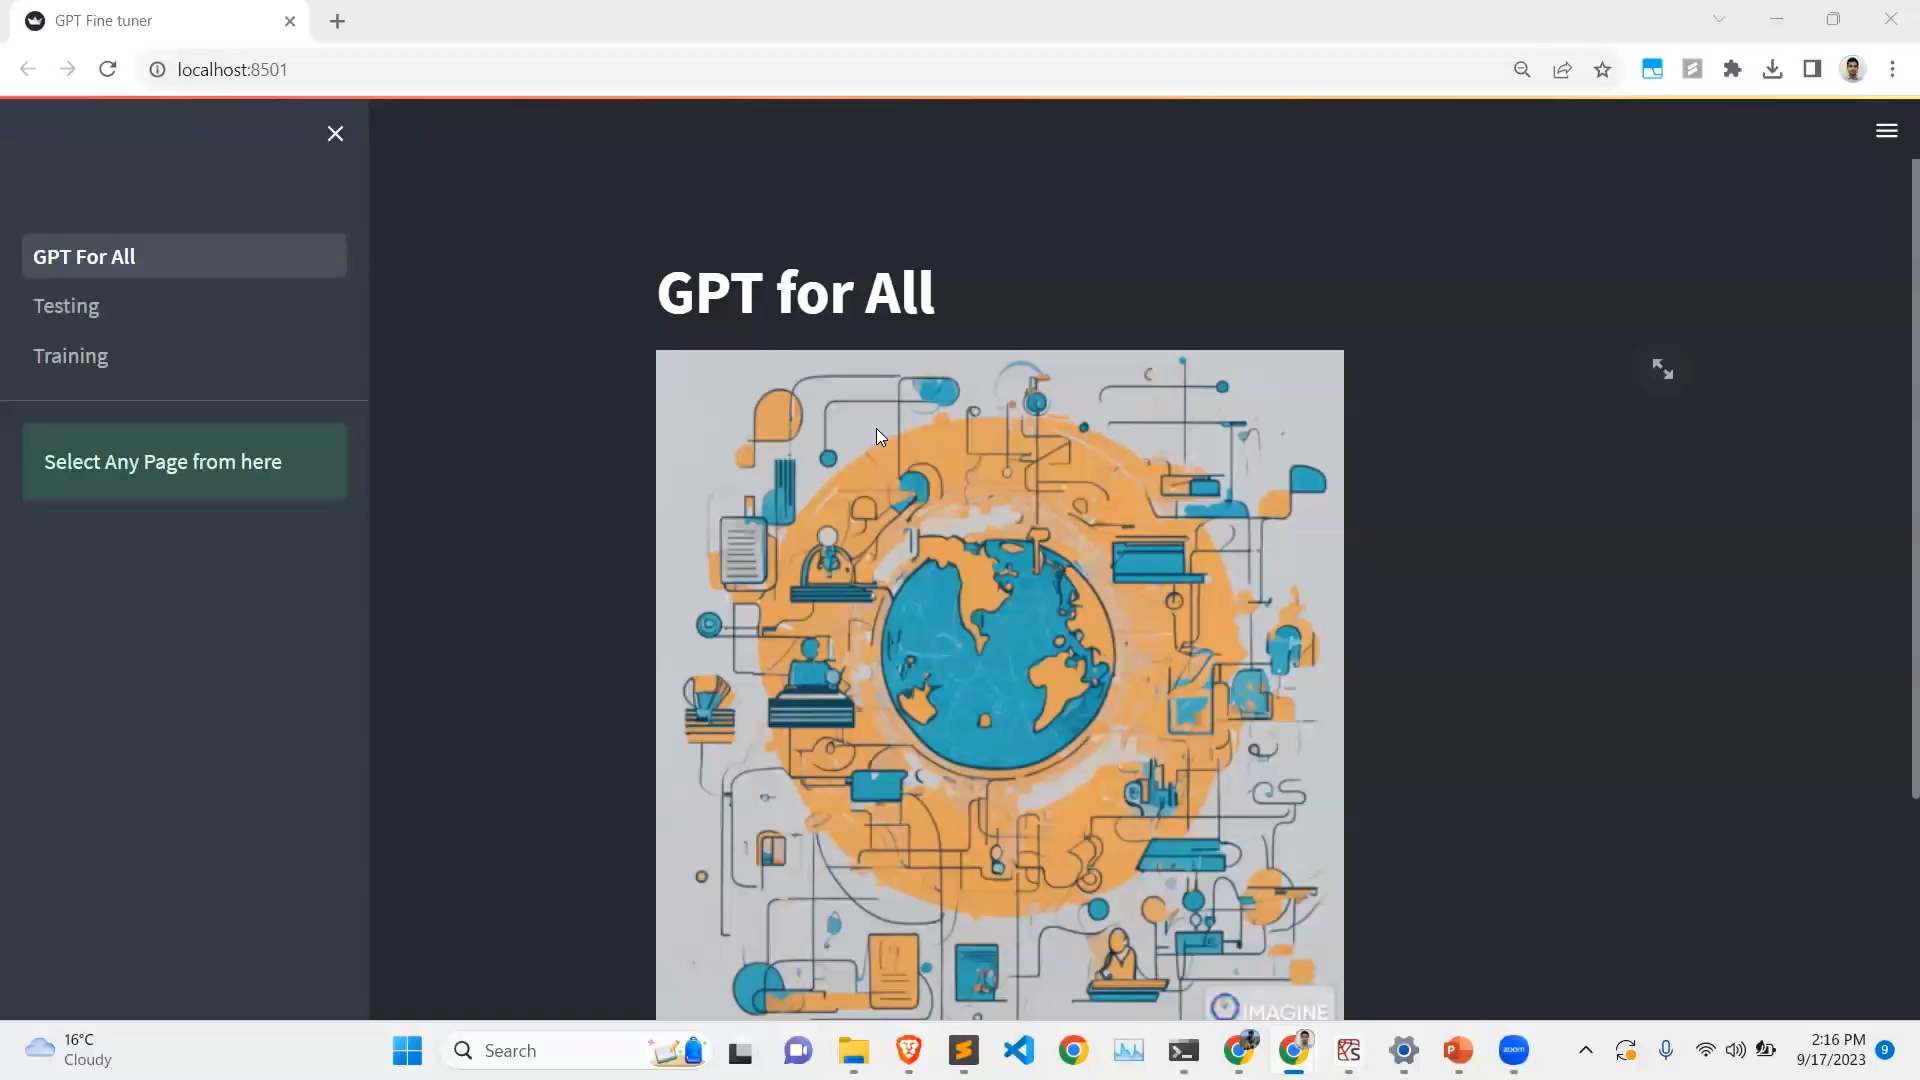 GPT Fine tuner
localhost:8501
GPT For All
Testing
Training
Select Any Page from here
GPT for All
IMAGINE
16°C
Cloudy
Search
zoom
2:16 PM
9/17/2023
9